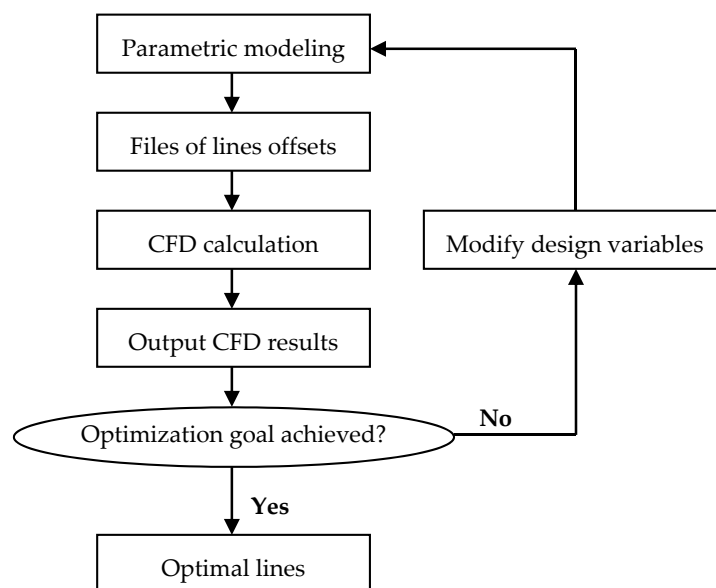 Parametric modeling
Files of lines offsets
CFD calculation
Modify design variables
Output CFD results
Optimization goal achieved?
No
Yes
Optimal lines